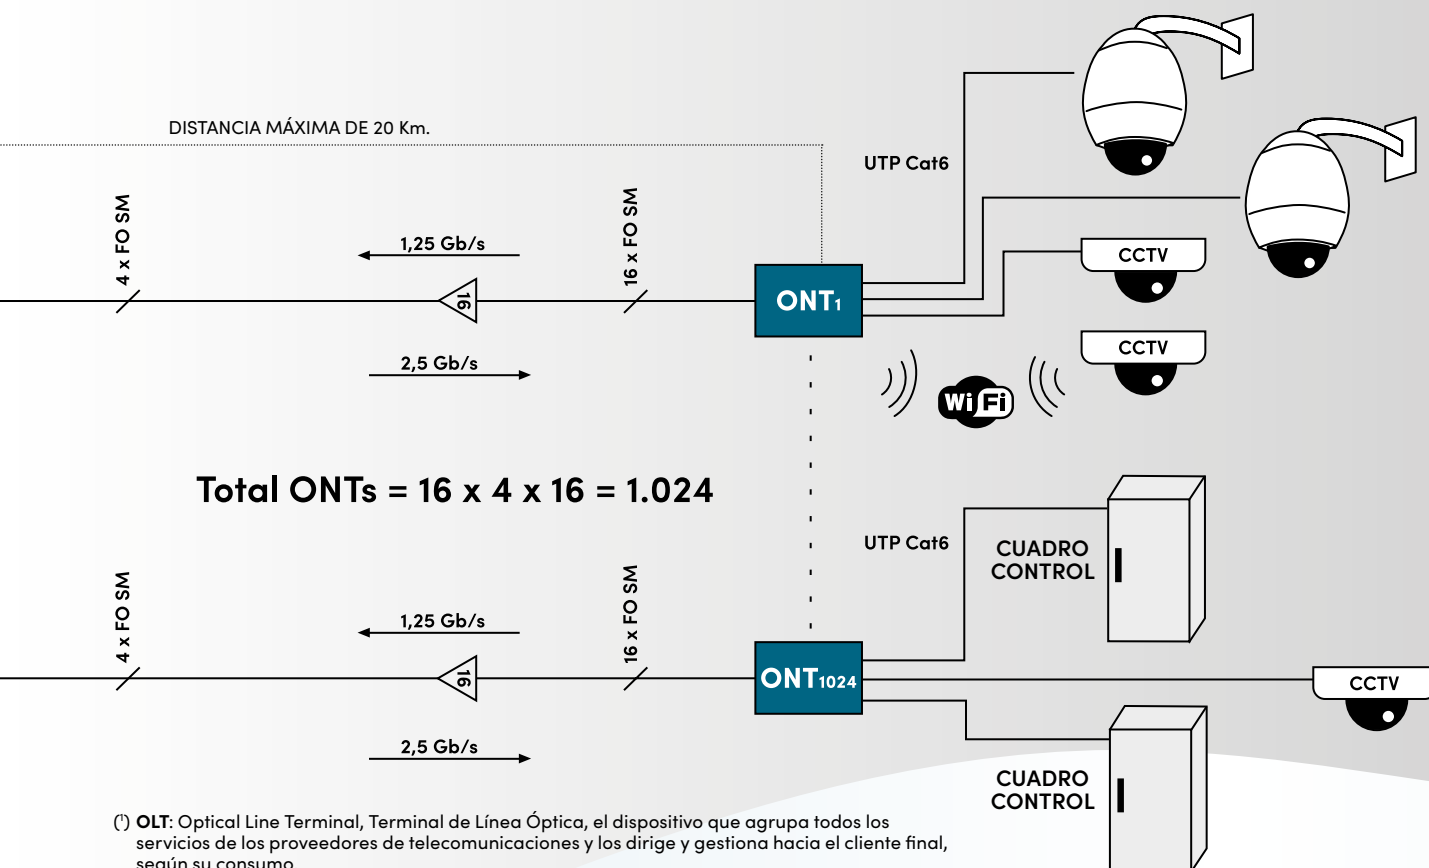 DISTANCIA MÁXIMA DE 20 Km.
UTP Cat6
4 x FO SM
1,25 Gb/s
16
16 x FO SM
ONT1
CCTV
2,5 Gb/s
CCTV
WiFi
Total ONTs = 16 x 4 x 16 = 1.024
UTP Cat6
CUADRO
CONTROL
4 x FO SM
1,25 Gb/s
16
16 x FO SM
ONT1024
CCTV
2,5 Gb/s
CUADRO
CONTROL
(1) OLT: Optical Line Terminal, Terminal de Línea Óptica, el dispositivo que agrupa todos los
servicios de los proveedores de telecomunicaciones y los dirige y gestiona hacia el cliente final,
según su consumo